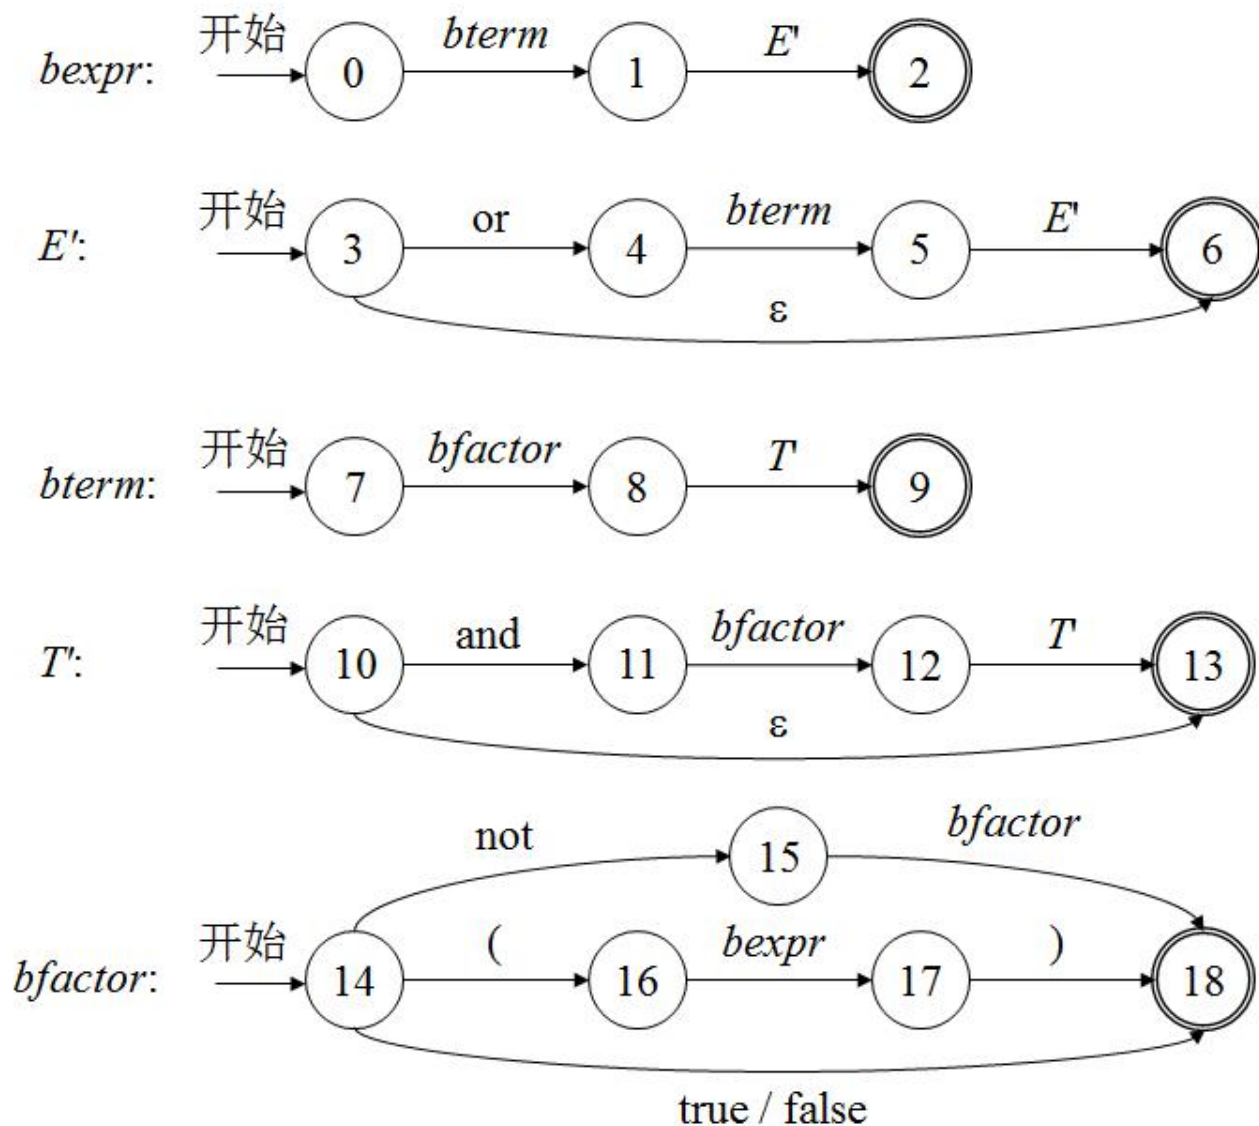 bexpr: 开始 0 bterm 1 E' 2
E': 开始 3 or 4 bterm 5 E' 6
ε
bterm: 开始 7 bfactor 8 T' 9
T': 开始 10 and 11 bfactor 12 T' 13
ε
not 15 bfactor
bfactor: 开始 14 ( 16 bexpr 17 ) 18
true / false